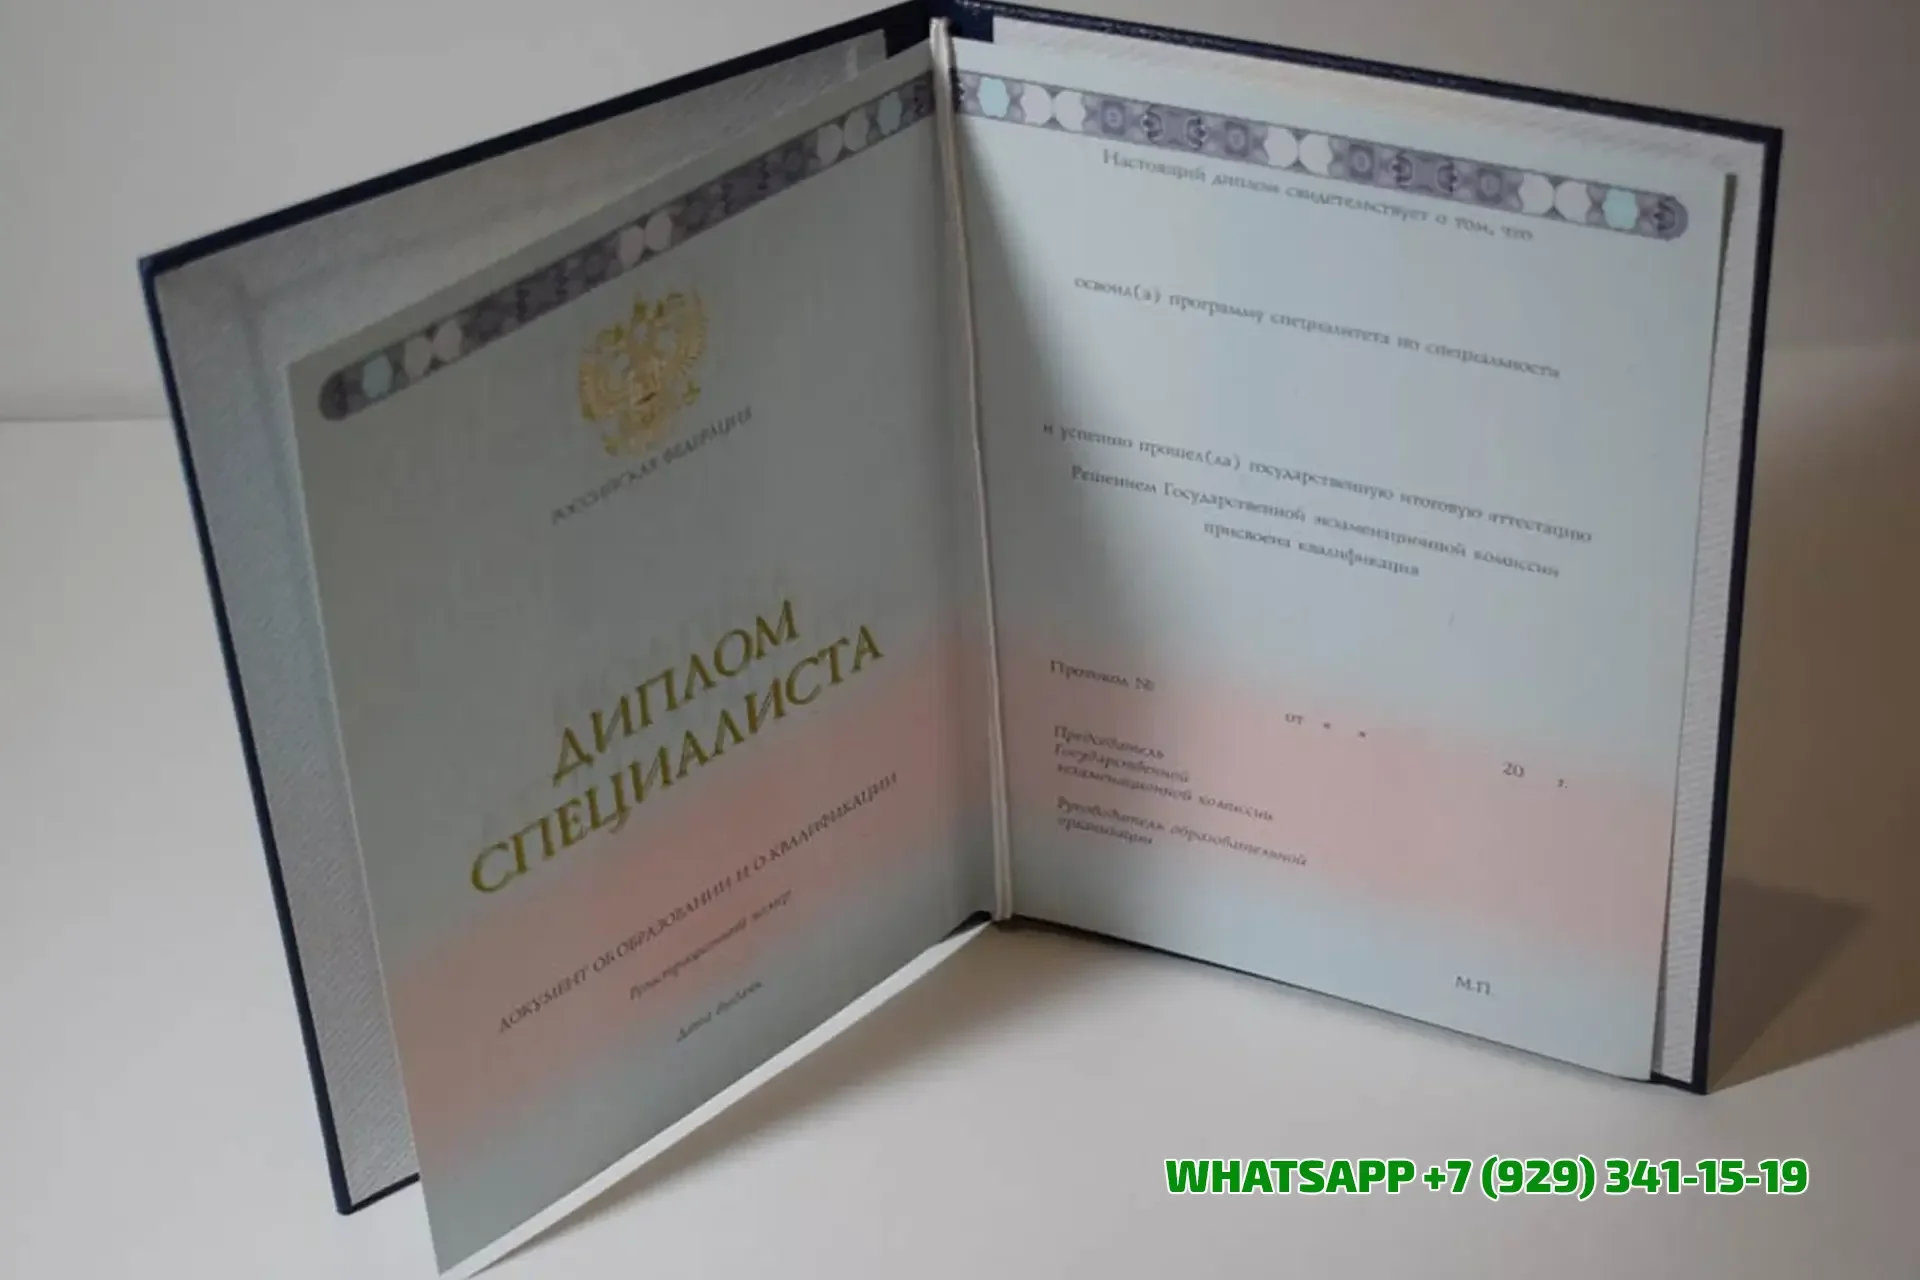 РОССИЙСКАЯ ФЕДЕРАЦИЯ
ДИПЛОМ
СПЕЦИАЛИСТА
ДОКУМЕНТ ОБ ОБРАЗОВАНИИ И О КВАЛИФИКАЦИИ
Регистрационный номер
Дата выдачи
Настоящий диплом свидетельствует о том, что
освоил(а) программу специалитета по специальности
и успешно прошел(ла) государственную итоговую аттестацию
Решением Государственной экзаменационной комиссии
присвоена квалификация
Протокол №
от « » 20 г.
Председатель
Государственной
экзаменационной комиссии
Руководитель образовательной
организации
М.П.
WHATSAPP +7 (929) 341-15-19